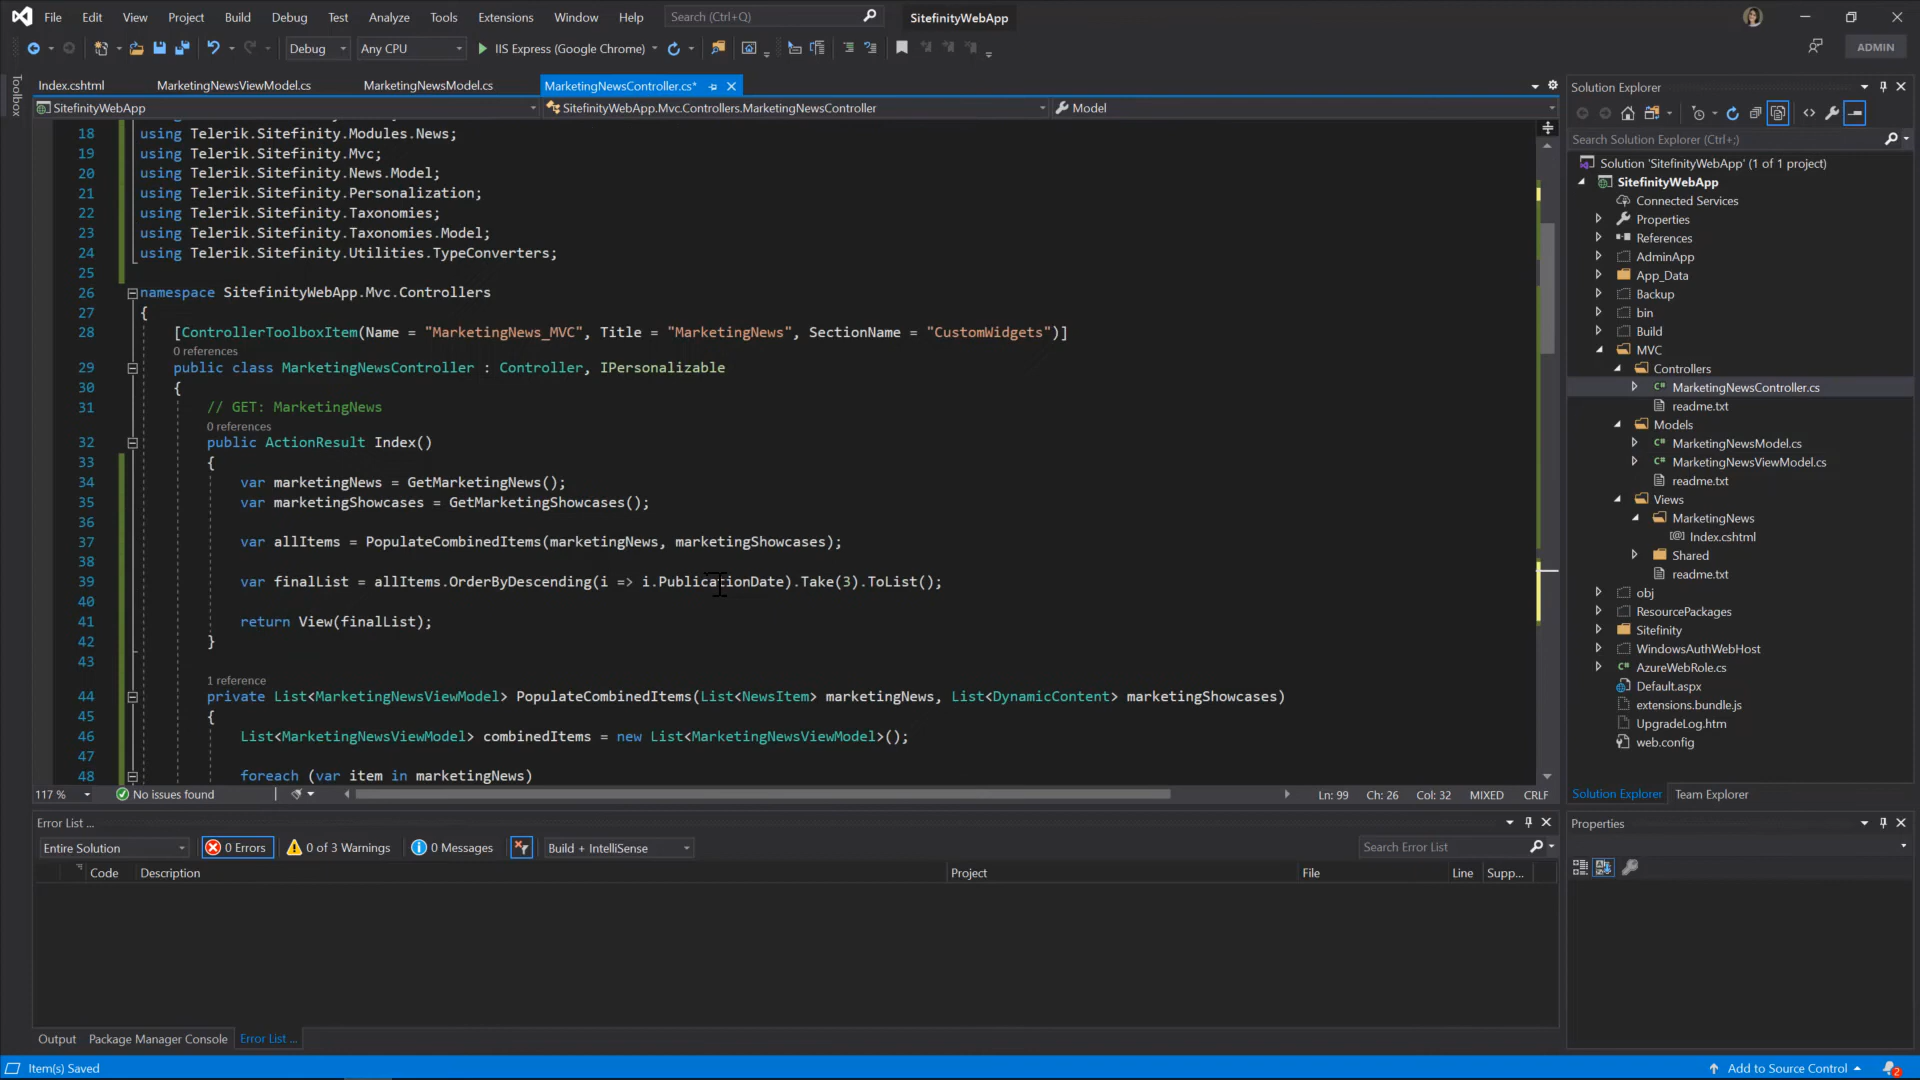 File Edit View Project Build Debug Test Analyze Tools Extensions Window Help Search (Ctrl+Q) SitefinityWebApp
Debug Any CPU IIS Express (Google Chrome) ADMIN
Toolbox
Index.cshtml MarketingNewsViewModel.cs MarketingNewsModel.cs MarketingNewsController.cs*
SitefinityWebApp SitefinityWebApp.Mvc.Controllers.MarketingNewsController Model
18 using Telerik.Sitefinity.Modules.News;
19 using Telerik.Sitefinity.Mvc;
20 using Telerik.Sitefinity.News.Model;
21 using Telerik.Sitefinity.Personalization;
22 using Telerik.Sitefinity.Taxonomies;
23 using Telerik.Sitefinity.Taxonomies.Model;
24 using Telerik.Sitefinity.Utilities.TypeConverters;
25
26 namespace SitefinityWebApp.Mvc.Controllers
27 {
28 [ControllerToolboxItem(Name = "MarketingNews_MVC", Title = "MarketingNews", SectionName = "CustomWidgets")]
0 references
29 public class MarketingNewsController : Controller, IPersonalizable
30 {
31 // GET: MarketingNews
0 references
32 public ActionResult Index()
33 {
34 var marketingNews = GetMarketingNews();
35 var marketingShowcases = GetMarketingShowcases();
36
37 var allItems = PopulateCombinedItems(marketingNews, marketingShowcases);
38
39 var finalList = allItems.OrderByDescending(i => i.PublicationDate).Take(3).ToList();
40
41 return View(finalList);
42 }
43
1 reference
44 private List<MarketingNewsViewModel> PopulateCombinedItems(List<NewsItem> marketingNews, List<DynamicContent> marketingShowcases)
45 {
46 List<MarketingNewsViewModel> combinedItems = new List<MarketingNewsViewModel>();
47
48 foreach (var item in marketingNews)
117 % No issues found Ln: 99 Ch: 26 Col: 32 MIXED CRLF
Error List ...
Entire Solution 0 Errors 0 of 3 Warnings 0 Messages Build + IntelliSense Search Error List
Code Description Project File Line Supp...
Output Package Manager Console Error List ...
Solution Explorer
Search Solution Explorer (Ctrl+;)
Solution 'SitefinityWebApp' (1 of 1 project)
SitefinityWebApp
Connected Services
Properties
References
AdminApp
App_Data
Backup
bin
Build
MVC
Controllers
MarketingNewsController.cs
readme.txt
Models
MarketingNewsModel.cs
MarketingNewsViewModel.cs
readme.txt
Views
MarketingNews
Index.cshtml
Shared
readme.txt
obj
ResourcePackages
Sitefinity
WindowsAuthWebHost
AzureWebRole.cs
Default.aspx
extensions.bundle.js
UpgradeLog.htm
web.config
Solution Explorer Team Explorer
Properties
Item(s) Saved Add to Source Control 2